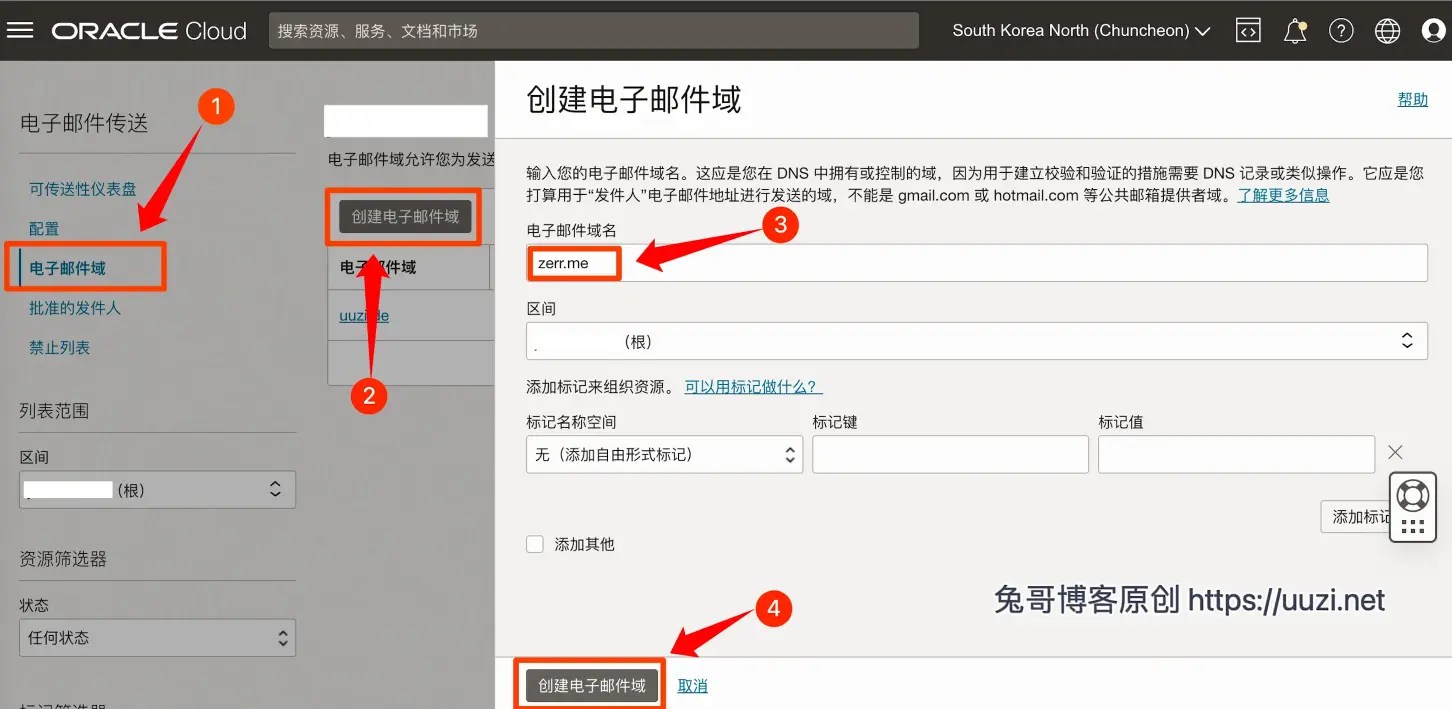 ORACLE Cloud
搜索资源、服务、文档和市场
South Korea North (Chuncheon)
电子邮件传送
可传送性仪表盘
配置
电子邮件域
批准的发件人
禁止列表
列表范围
区间
(根)
资源筛选器
状态
任何状态
1
电子邮件域允许您为发送
创建电子邮件域
电子邮件域
2
创建电子邮件域
帮助
输入您的电子邮件域名。这应是您在 DNS 中拥有或控制的域，因为用于建立校验和验证的措施需要 DNS 记录或类似操作。它应是您
打算用于“发件人”电子邮件地址进行发送的域，不能是 gmail.com 或 hotmail.com 等公共邮箱提供者域。了解更多信息
电子邮件域名
3
zerr.me
区间
(根)
添加标记来组织资源。 可以用标记做什么？
标记名称空间 标记键 标记值
无（添加自由形式标记）
添加标记
添加其他
兔哥博客原创 https://uuzi.net
4
创建电子邮件域 取消